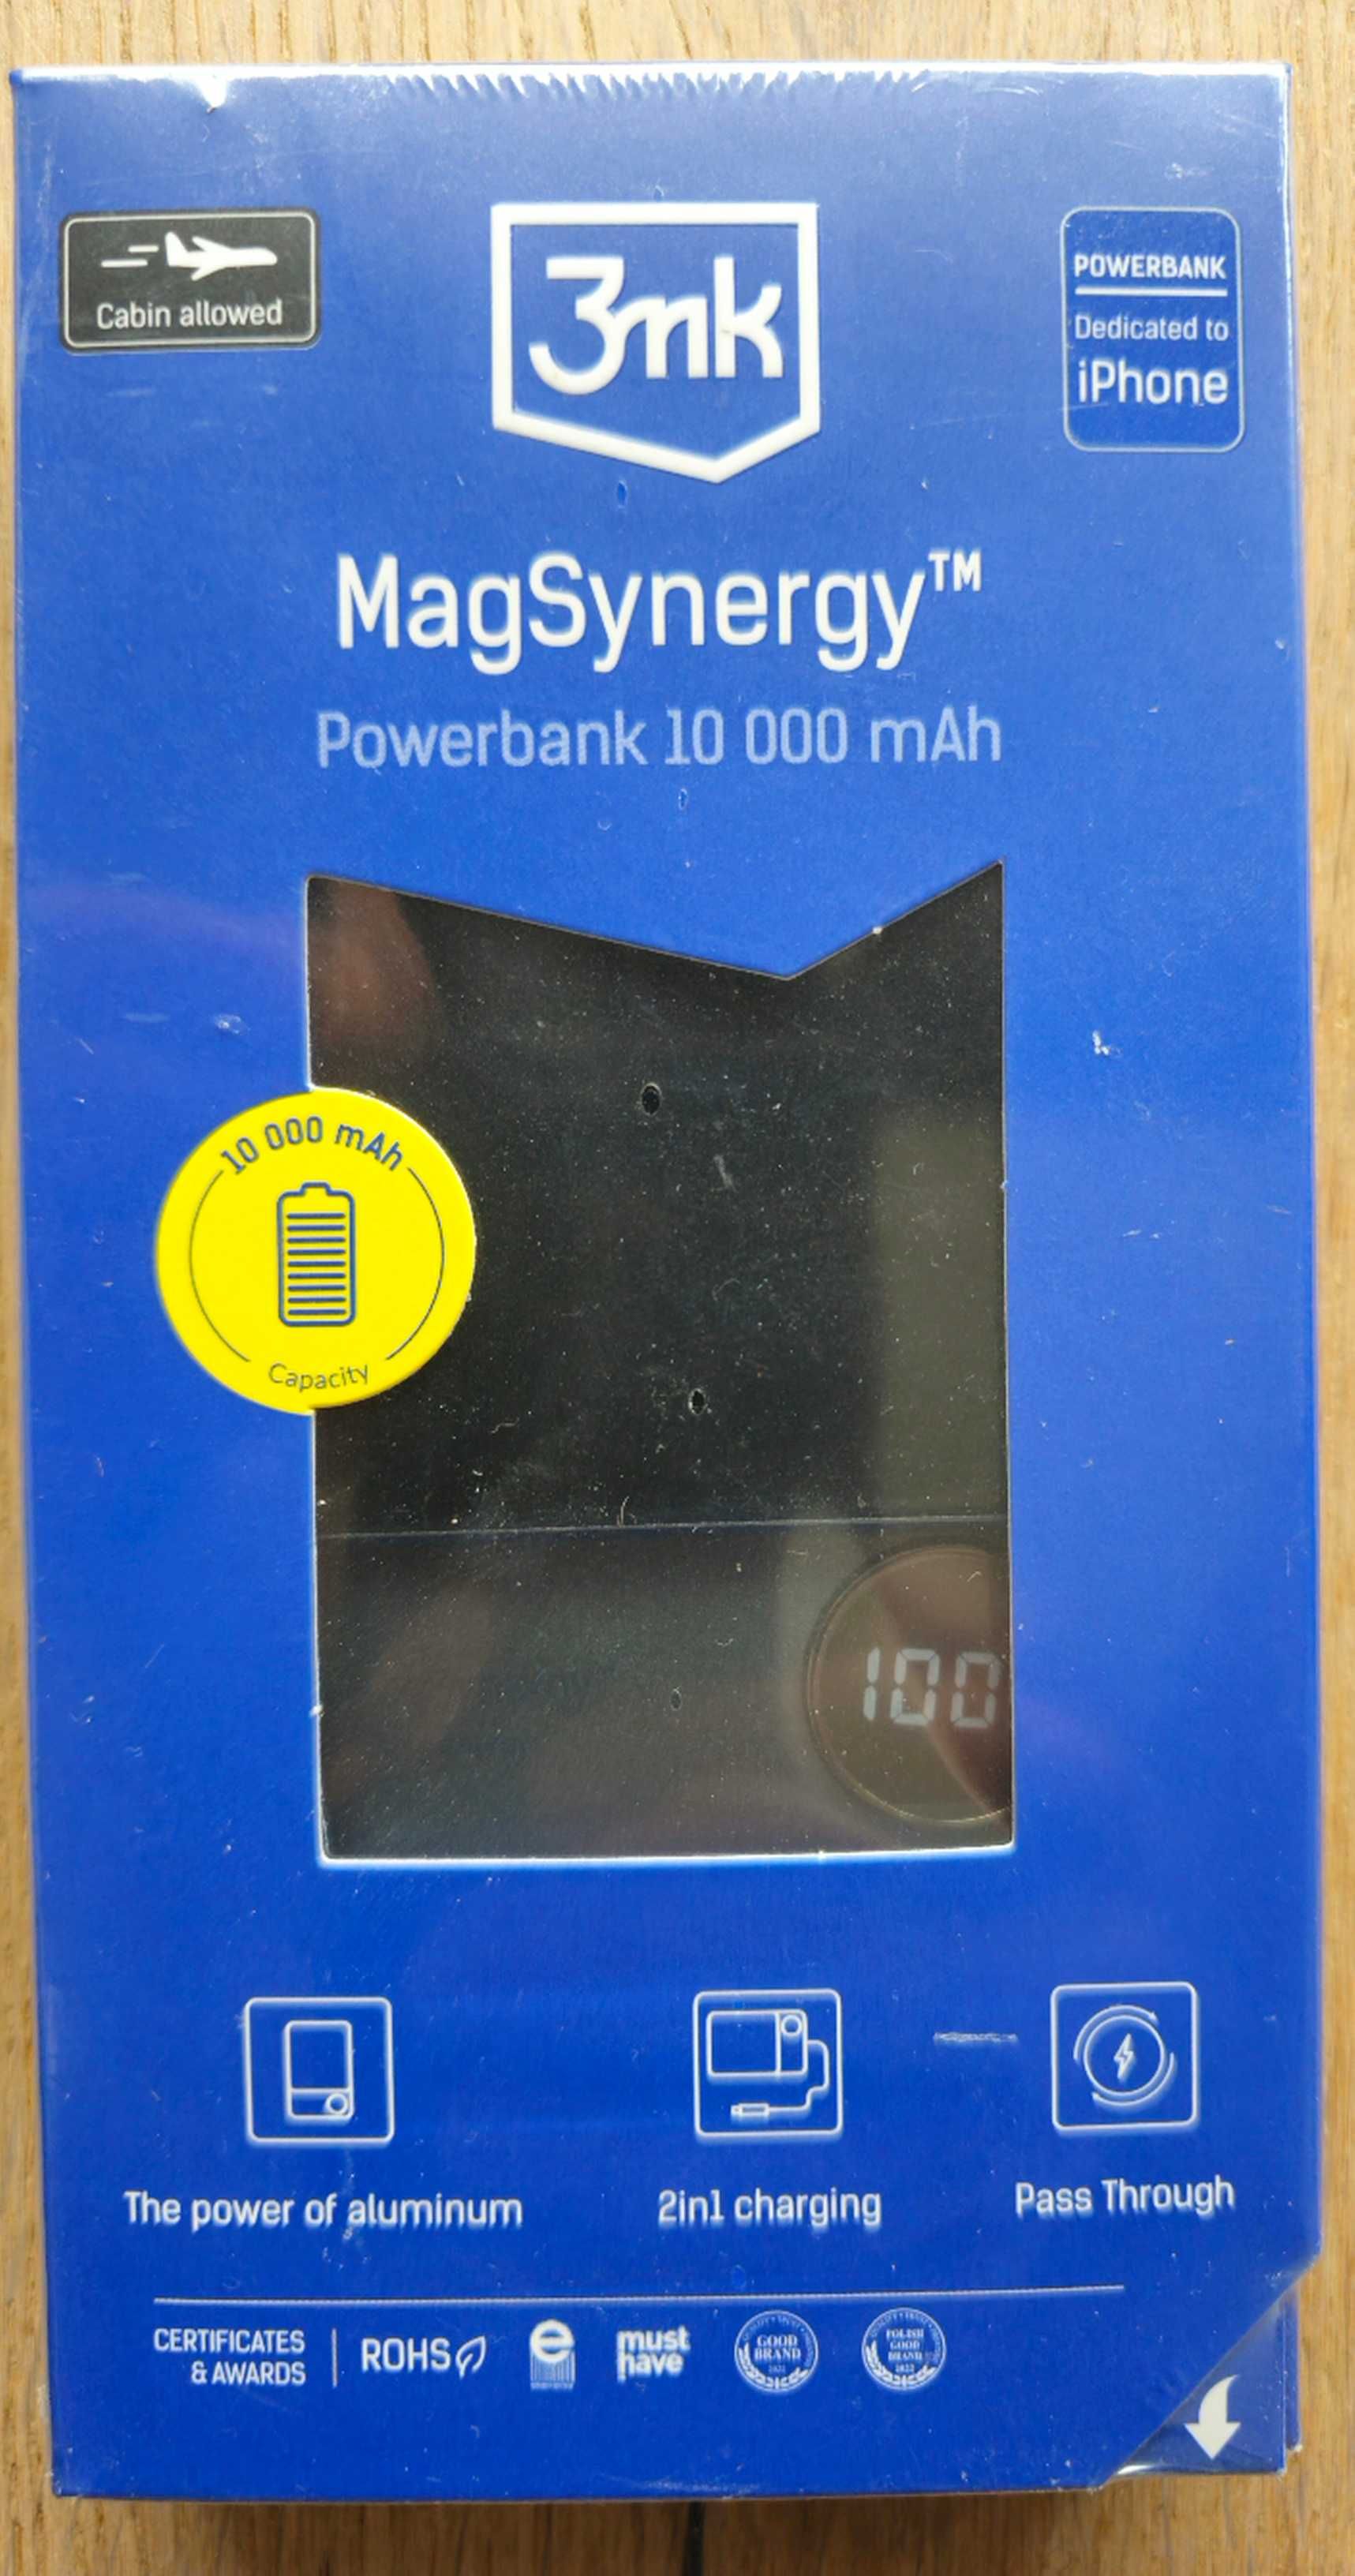 Cabin allowed
3mk
POWERBANK
Dedicated to
iPhone
MagSynergy™
Powerbank 10 000 mAh
10 000 mAh
Capacity
100
The power of aluminum
2in1 charging
Pass Through
CERTIFICATES
& AWARDS
ROHS
e
must
have
GOOD
BRAND
POLISH
GOOD
BRAND
2022